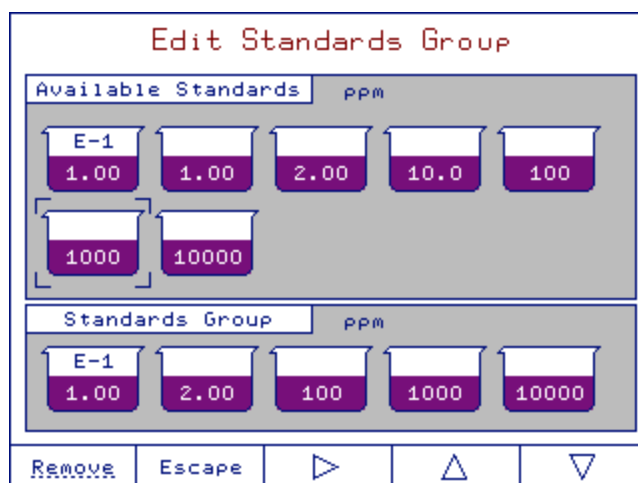 Edit Standards Group
Available Standards ppm
E-1
1.00 1.00 2.00 10.0 100
1000 10000
Standards Group ppm
E-1
1.00 2.00 100 1000 10000
Remove Escape